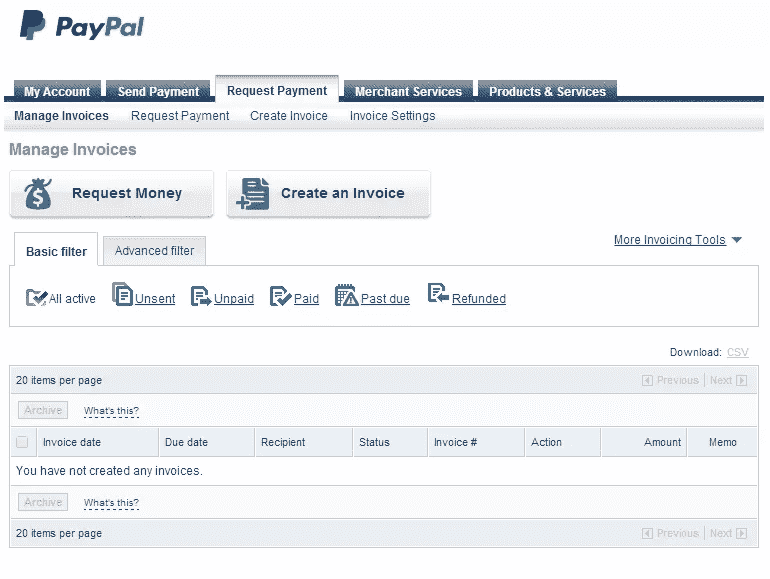 PayPal
My Account Send Payment Request Payment Merchant Services Products & Services
Manage Invoices Request Payment Create Invoice Invoice Settings
Manage Invoices
Request Money Create an Invoice
More Invoicing Tools
Basic filter Advanced filter
All active Unsent Unpaid Paid Past due Refunded
Download: CSV
20 items per page Previous Next
Archive What's this?
Invoice date Due date Recipient Status Invoice # Action Amount Memo
You have not created any invoices.
Archive What's this?
20 items per page Previous Next